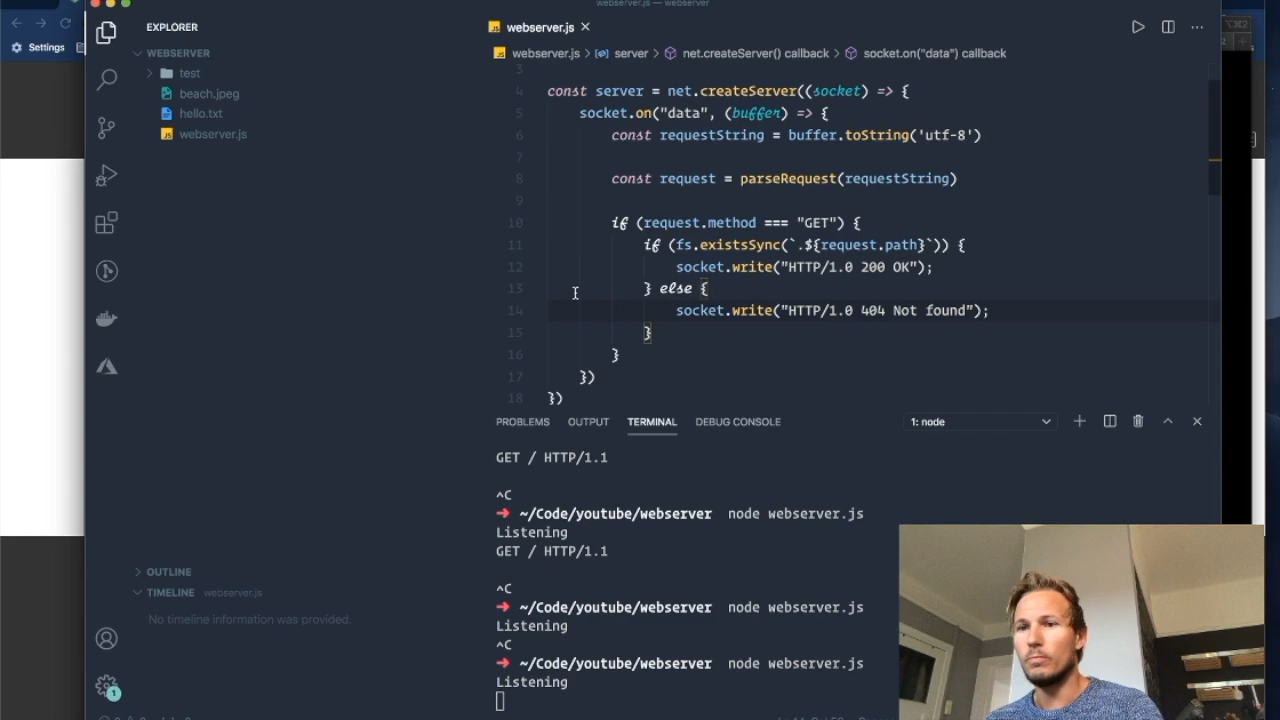 webserver.js — webserver
Settings
EXPLORER
WEBSERVER
test
beach.jpeg
hello.txt
webserver.js
OUTLINE
TIMELINE webserver.js
No timeline information was provided.
1
webserver.js
webserver.js > server > net.createServer() callback > socket.on("data") callback
3
4 const server = net.createServer((socket) => {
5 socket.on("data", (buffer) => {
6 const requestString = buffer.toString('utf-8')
7
8 const request = parseRequest(requestString)
9
10 if (request.method === "GET") {
11 if (fs.existsSync(`.${request.path}`)) {
12 socket.write("HTTP/1.0 200 OK");
13 } else {
14 socket.write("HTTP/1.0 404 Not found");
15 }
16 }
17 })
18 })
PROBLEMS OUTPUT TERMINAL DEBUG CONSOLE 1: node
GET / HTTP/1.1
^C
➜ ~/Code/youtube/webserver node webserver.js
Listening
GET / HTTP/1.1
^C
➜ ~/Code/youtube/webserver node webserver.js
Listening
^C
➜ ~/Code/youtube/webserver node webserver.js
Listening